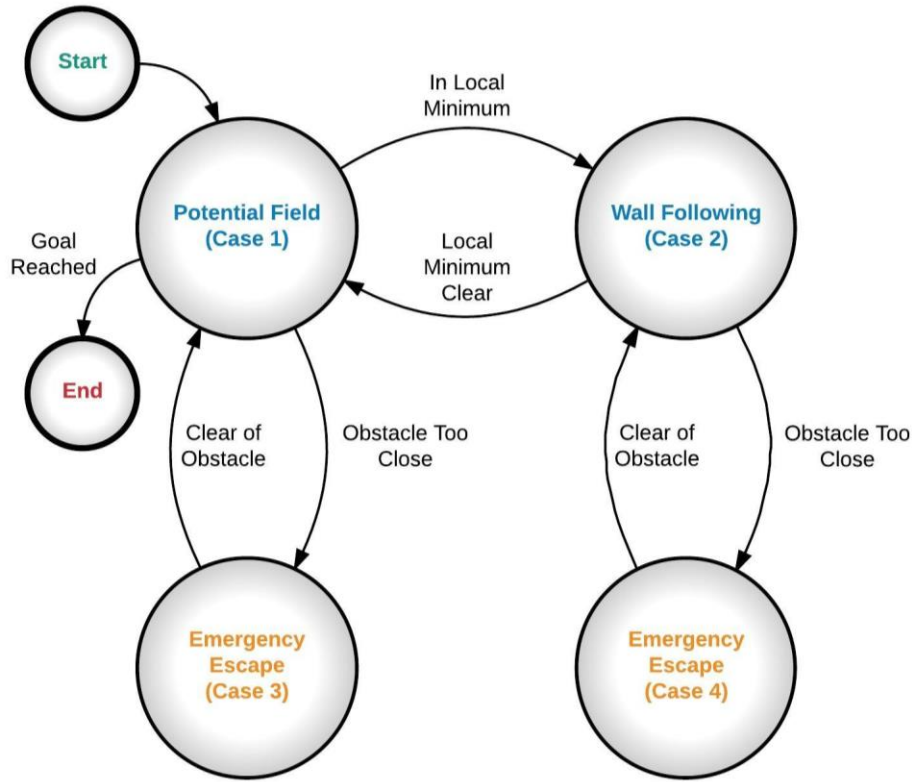 Start
In Local
Minimum
Potential Field
(Case 1)
Wall Following
(Case 2)
Goal
Reached
Local
Minimum
Clear
End
Clear of
Obstacle
Obstacle Too
Close
Clear of
Obstacle
Obstacle Too
Close
Emergency
Escape
(Case 3)
Emergency
Escape
(Case 4)